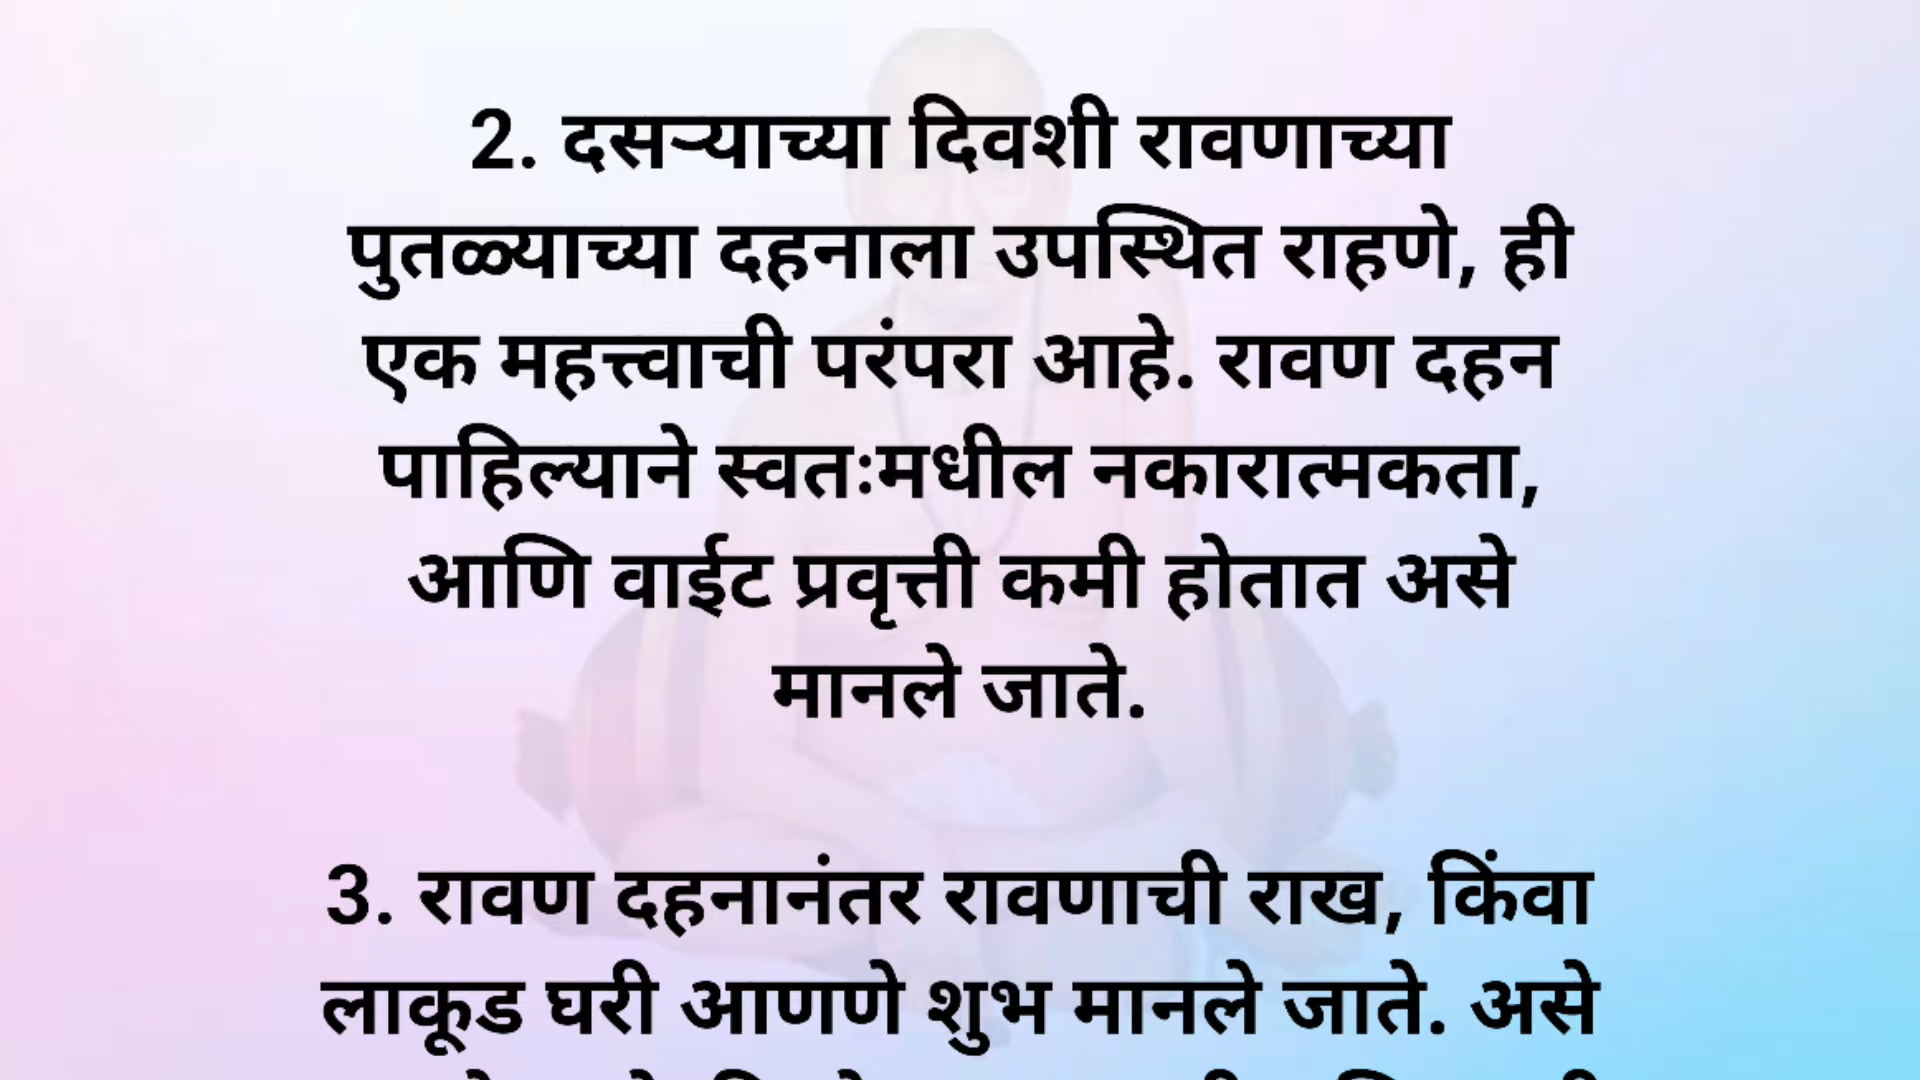 2. दसऱ्याच्या दिवशी रावणाच्या
पुतळ्याच्या दहनाला उपस्थित राहणे, ही
एक महत्त्वाची परंपरा आहे. रावण दहन
पाहिल्याने स्वतःमधील नकारात्मकता,
आणि वाईट प्रवृत्ती कमी होतात असे
मानले जाते.
3. रावण दहनानंतर रावणाची राख, किंवा
लाकूड घरी आणणे शुभ मानले जाते. असे